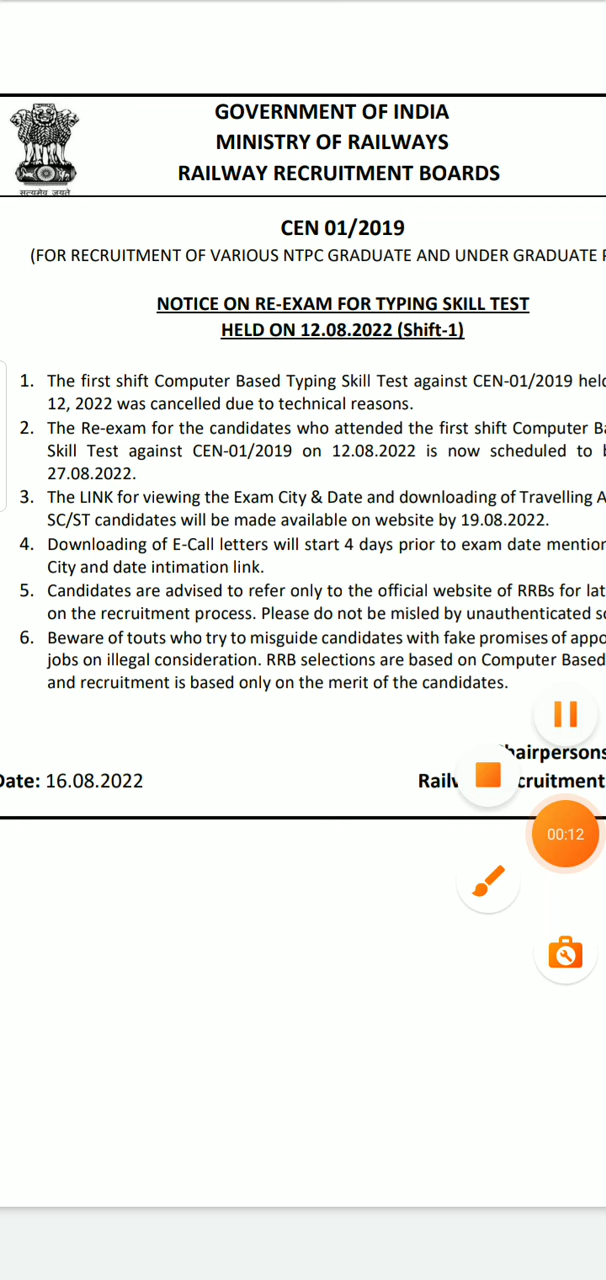 GOVERNMENT OF INDIA
MINISTRY OF RAILWAYS
RAILWAY RECRUITMENT BOARDS
सत्यमेव जयते
CEN 01/2019
(FOR RECRUITMENT OF VARIOUS NTPC GRADUATE AND UNDER GRADUATE
NOTICE ON RE-EXAM FOR TYPING SKILL TEST
HELD ON 12.08.2022 (Shift-1)
1. The first shift Computer Based Typing Skill Test against CEN-01/2019 held
12, 2022 was cancelled due to technical reasons.
2. The Re-exam for the candidates who attended the first shift Computer
Skill Test against CEN-01/2019 on 12.08.2022 is now scheduled to
27.08.2022.
3. The LINK for viewing the Exam City & Date and downloading of Travelling
SC/ST candidates will be made available on website by 19.08.2022.
4. Downloading of E-Call letters will start 4 days prior to exam date
City and date intimation link.
5. Candidates are advised to refer only to the official website of RRBs for
on the recruitment process. Please do not be misled by unauthenticated
6. Beware of touts who try to misguide candidates with fake promises of
jobs on illegal consideration. RRB selections are based on Computer Based
and recruitment is based only on the merit of the candidates.
hairpersons
Date: 16.08.2022 Railw cruitment
00:12